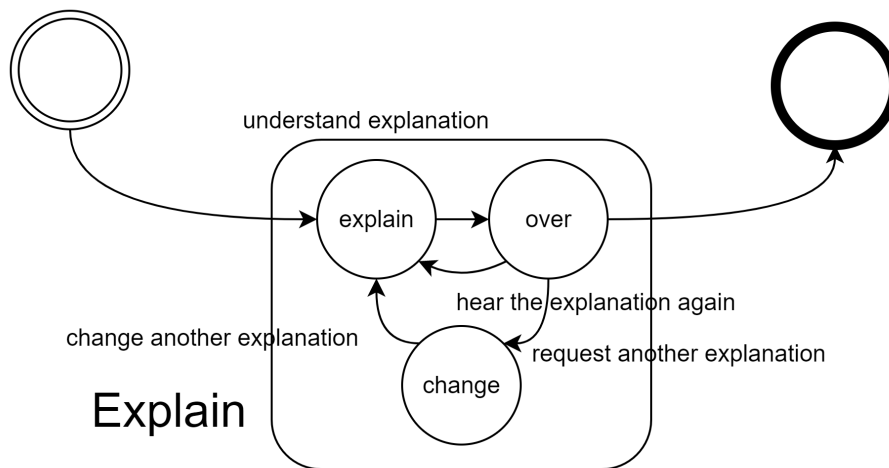 understand explanation
explain
over
hear the explanation again
change another explanation
request another explanation
change
Explain